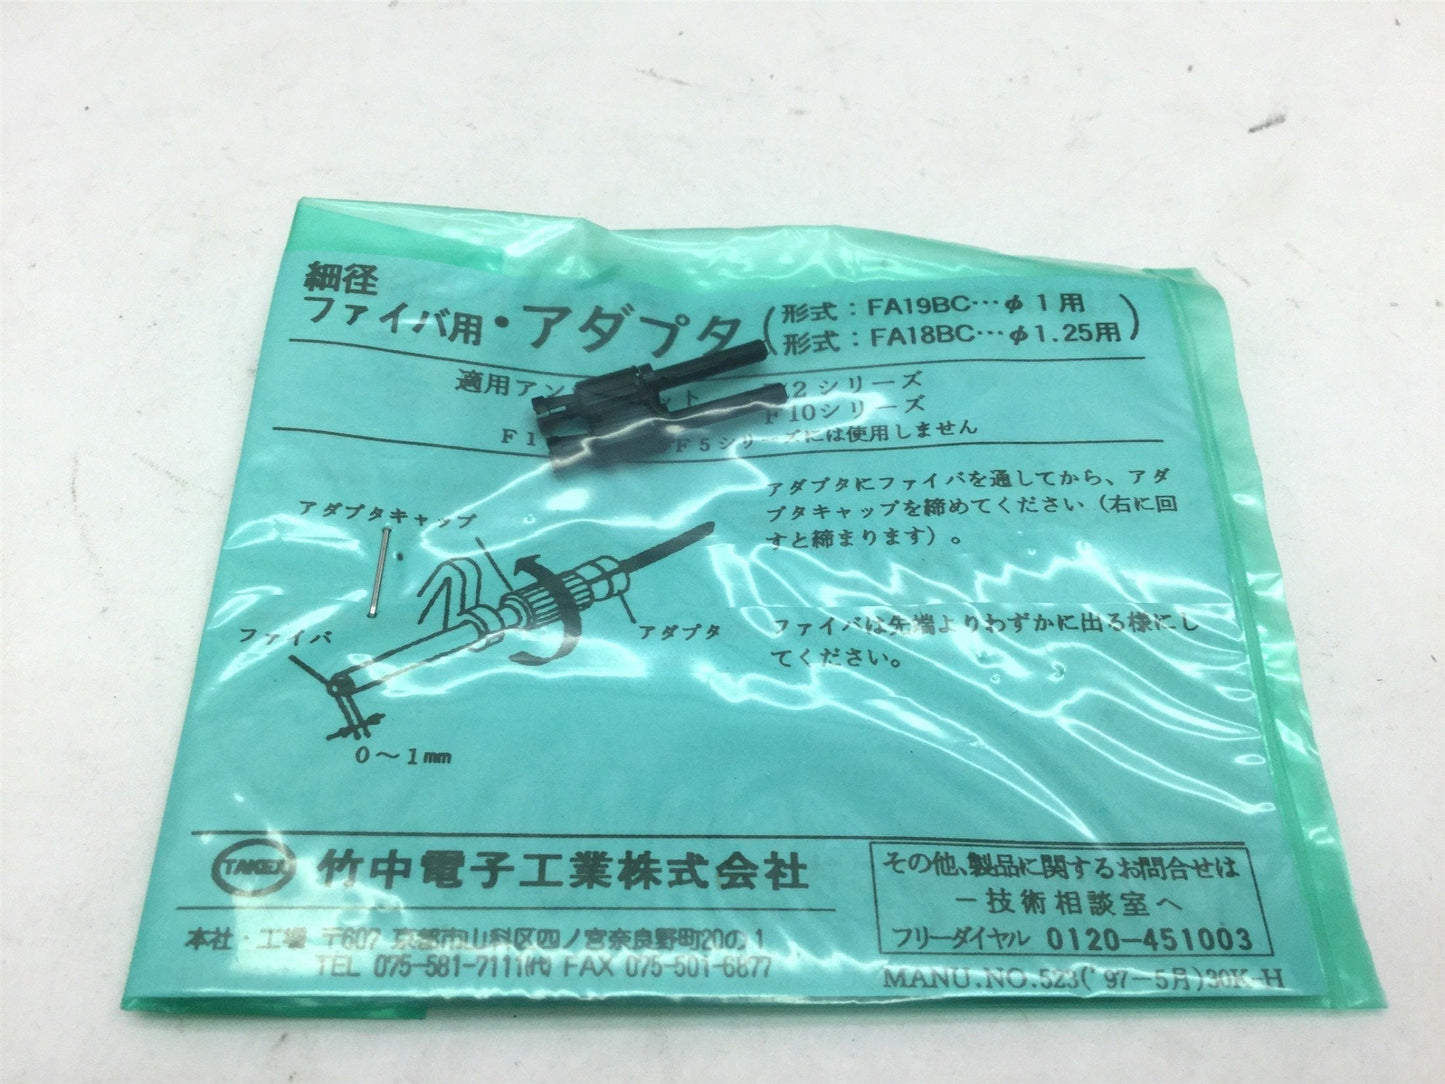 細径
ファイバ用・アダプタ
(形式：FA19BC…φ1用
形式：FA18BC…φ1.25用)
適用アン ット 2シリーズ
F10シリーズ
F1 F5シリーズには使用しません
アダプタにファイバを通してから、アダ
プタキャップを締めてください（右に回
すと締まります）。
アダプタキャップ
ファイバ
アダプタ
0～1mm
ファイバは先端よりわずかに出る様にし
てください。
TAKEX 竹中電子工業株式会社
本社・工場 〒607 京都市山科区四ノ宮奈良野町20の1
TEL 075-581-7111(代) FAX 075-501-6877
その他、製品に関するお問合せは
－技術相談室へ
フリーダイヤル 0120-451003
MANU.NO.523('97－5月)30K-H